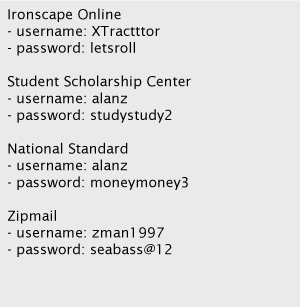 Ironscape Online
- username: XTractttor
- password: letsroll
Student Scholarship Center
- username: alanz
- password: studystudy2
National Standard
- username: alanz
- password: moneymoney3
Zipmail
- username: zman1997
- password: seabass@12